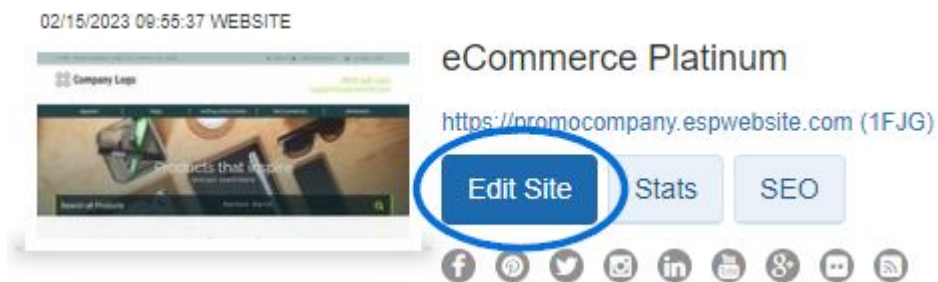 02/15/2023 09:55:37 WEBSITE
eCommerce Platinum
https://promocompany.espwebsite.com (1FJG)
Edit Site
Stats
SEO
Company Logo
Products that inspire
Search all Products